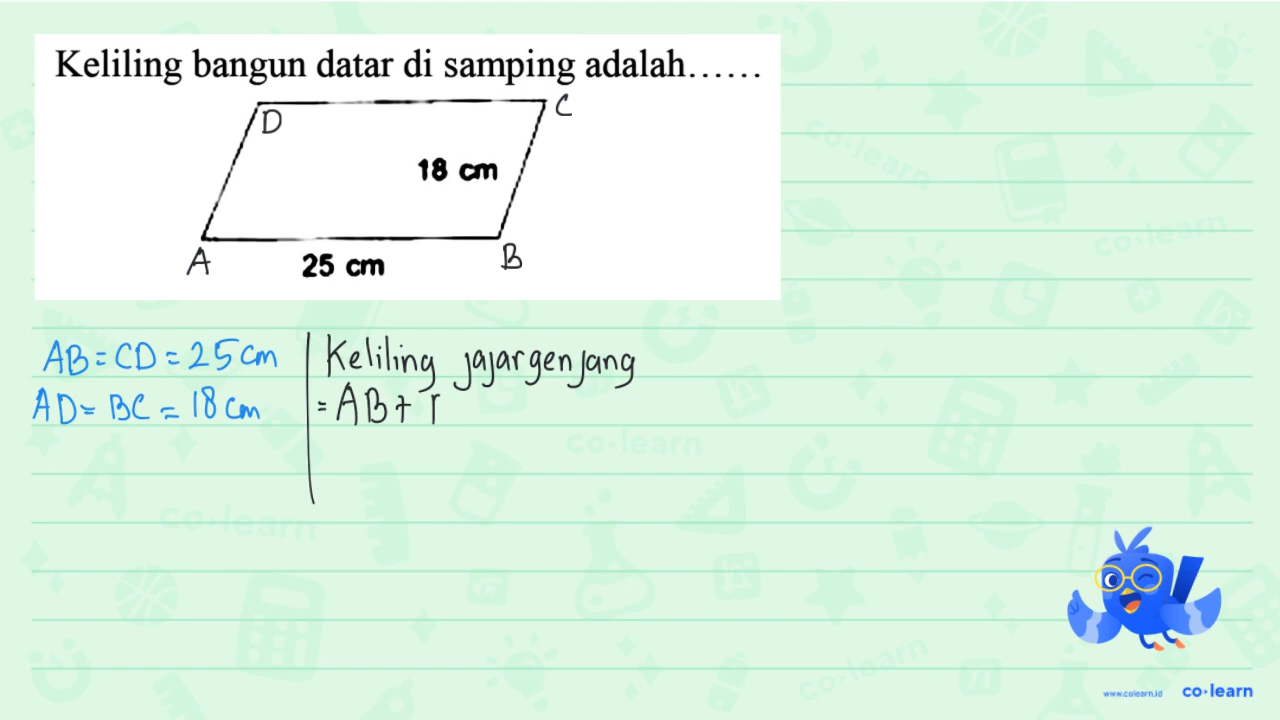 Keliling bangun datar di samping adalah......
D
C
18 cm
A
25 cm
B
AB = CD = 25 cm
AD = BC = 18 cm
Keliling jajargenjang
= AB +
co·learn
co·learn
co·learn
co·learn
co·learn
www.colearn.id
co·learn